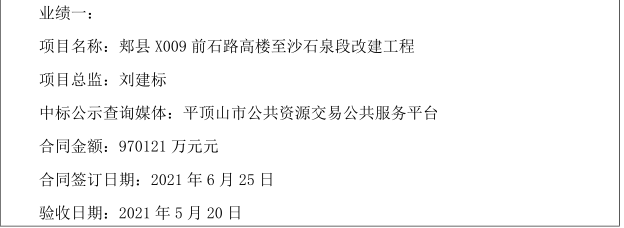 业绩一：
项目名称：郏县 X009 前石路高楼至沙石泉段改建工程
项目总监：刘建标
中标公示查询媒体：平顶山市公共资源交易公共服务平台
合同金额：970121 万元元
合同签订日期：2021 年 6 月 25 日
验收日期：2021 年 5 月 20 日